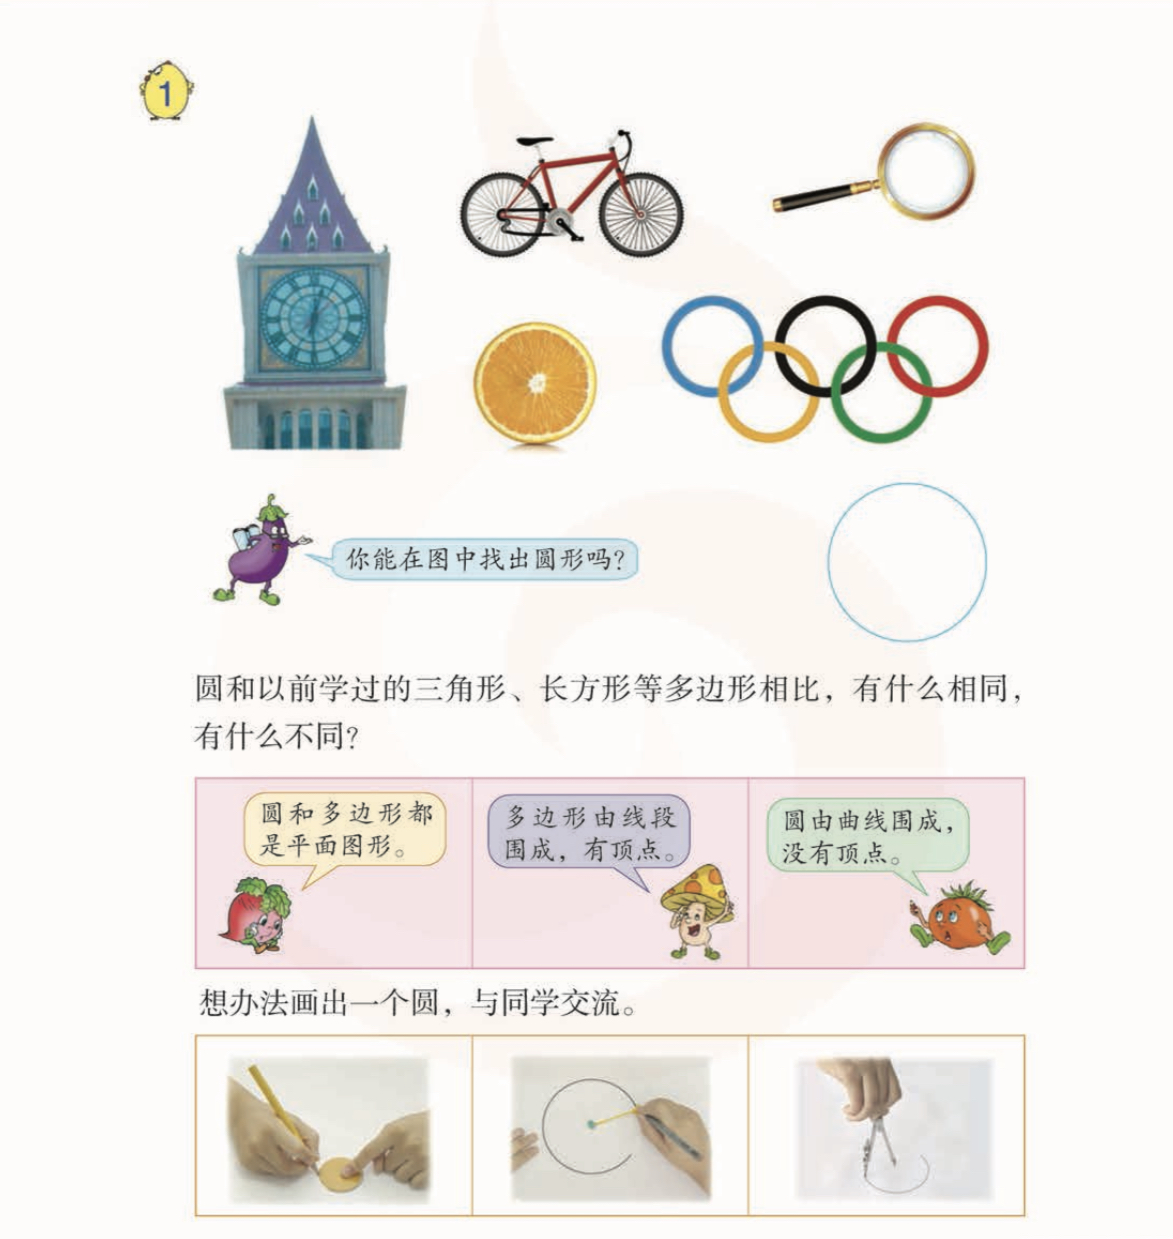 1
你能在图中找出圆形吗?
圆和以前学过的三角形、长方形等多边形相比，有什么相同，
有什么不同?
圆和多边形都
是平面图形。
多边形由线段
围成，有顶点。
圆由曲线围成，
没有顶点。
想办法画出一个圆，与同学交流。